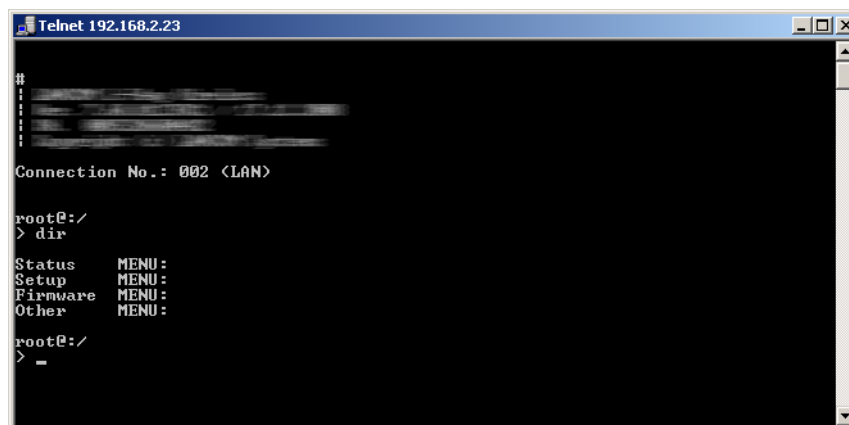 Telnet 192.168.2.23
#
|
|
|
|
Connection No.: 002 (LAN)
root@:/
> dir
Status MENU:
Setup MENU:
Firmware MENU:
Other MENU:
root@:/
> _